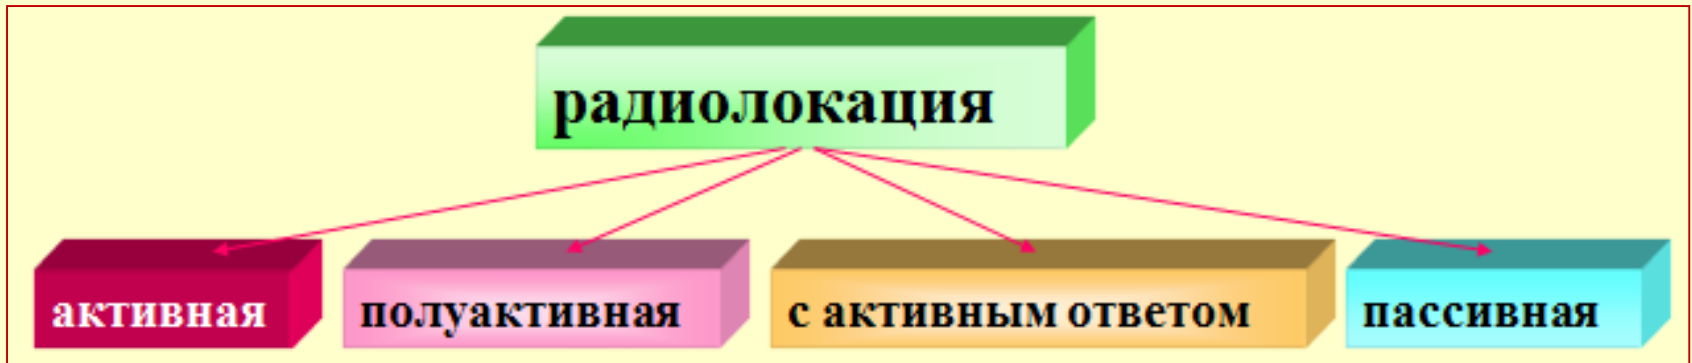 радиолокация
активная
полуактивная
с активным ответом
пассивная